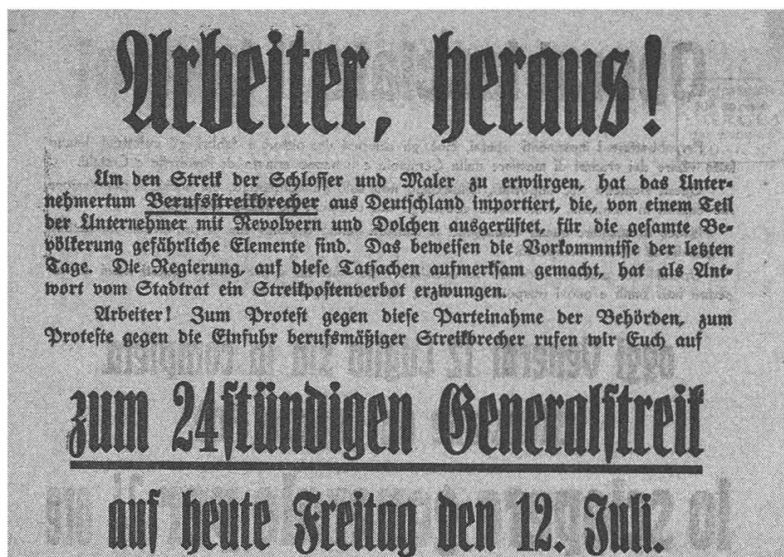 Arbeiter, heraus!
Um den Streik der Schlosser und Maler zu erwürgen, hat das Unter-
nehmertum Berufsstreikbrecher aus Deutschland importiert, die, von einem Teil
der Unternehmer mit Revolvern und Dolchen ausgerüstet, für die gesamte Be-
völkerung gefährliche Elemente sind. Das beweisen die Vorkommnisse der letzten
Tage. Die Regierung, auf diese Tatsachen aufmerksam gemacht, hat als Ant-
wort vom Stadtrat ein Streikpostenverbot erzwungen.
Arbeiter! Zum Protest gegen diese Parteinahme der Behörden, zum
Proteste gegen die Einfuhr berufsmäßiger Streikbrecher rufen wir Euch auf
zum 24stündigen Generalstreik
auf heute Freitag den 12. Juli.